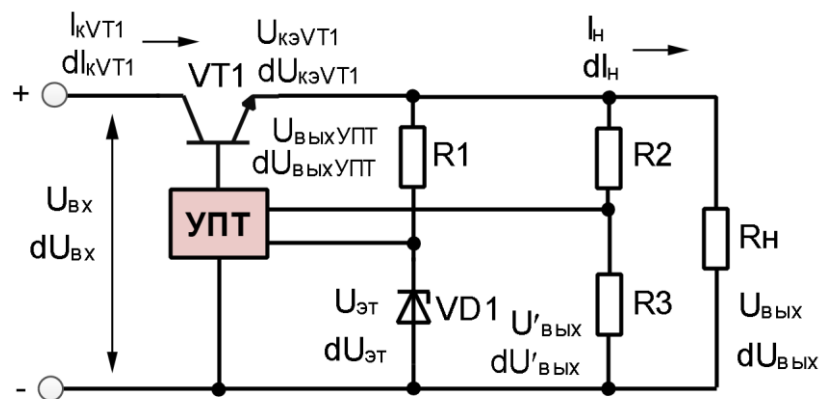 IкVT1
dIкVT1
VT1
UкэVT1
dUкэVT1
Iн
dIн
+
UвыхУПТ
dUвыхУПТ
R1
R2
Uвх
dUвх
УПТ
Rн
Uэт
dUэт
VD1
U′вых
dU′вых
R3
Uвых
dUвых
-